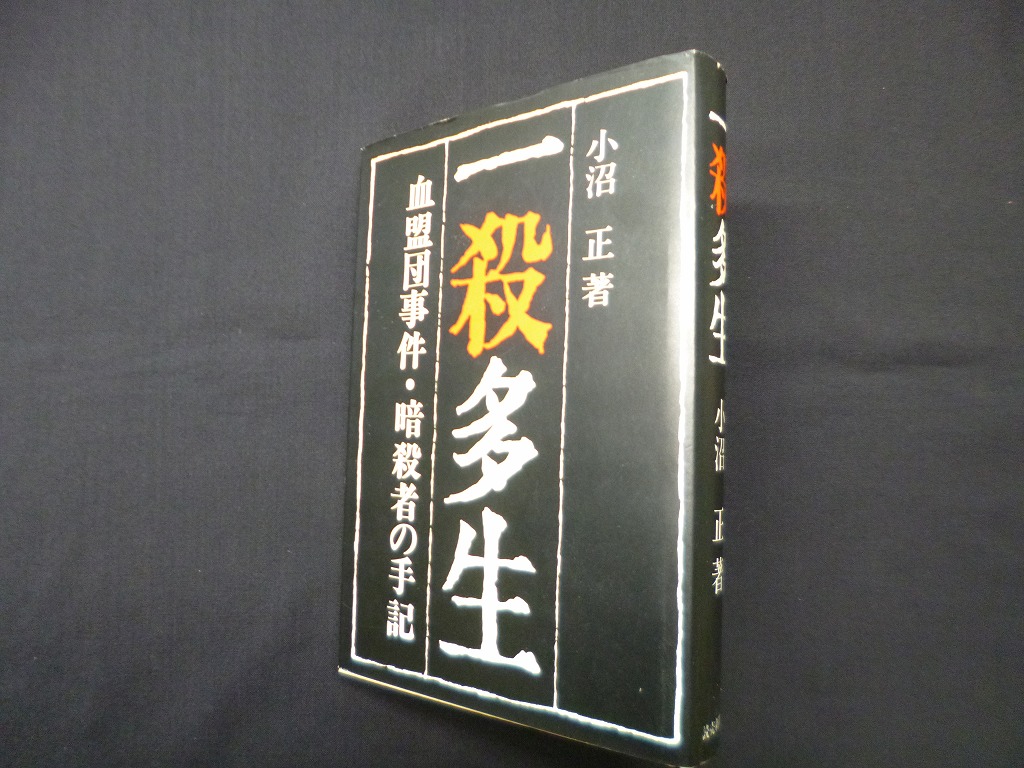 小沼 正 著
一殺多生
血盟団事件・暗殺者の手記
一殺多生 小沼 正 著